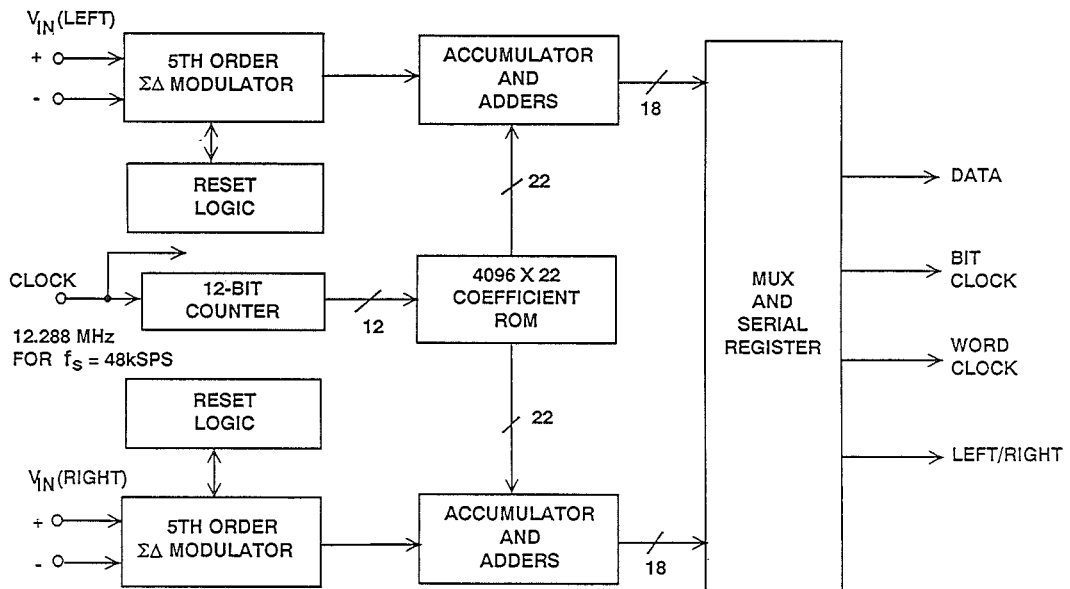 V_IN (LEFT)
+
-
5TH ORDER
ΣΔ MODULATOR
ACCUMULATOR
AND
ADDERS
18
RESET
LOGIC
22
CLOCK
12.288 MHz
FOR f_S = 48kSPS
12-BIT
COUNTER
12
4096 X 22
COEFFICIENT
ROM
MUX
AND
SERIAL
REGISTER
DATA
BIT
CLOCK
WORD
CLOCK
LEFT/RIGHT
RESET
LOGIC
22
V_IN (RIGHT)
+
-
5TH ORDER
ΣΔ MODULATOR
ACCUMULATOR
AND
ADDERS
18